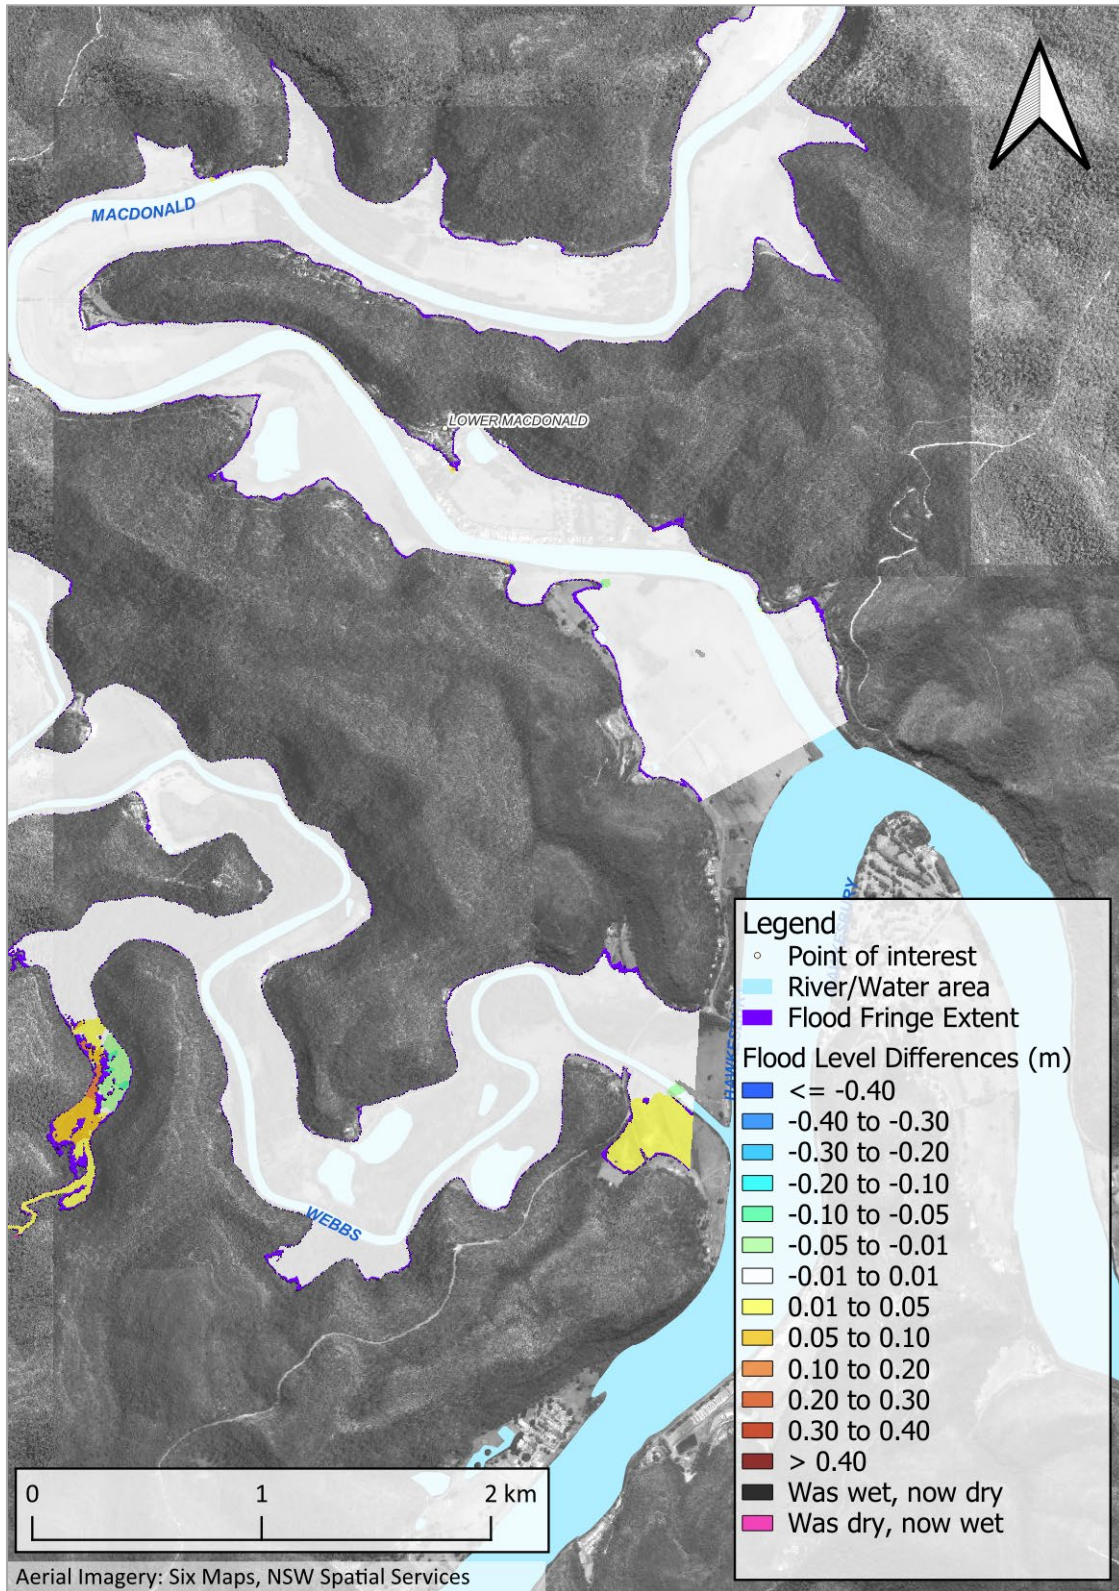 MACDONALD
LOWER MACDONALD
WEBBS
Legend
Point of interest
River/Water area
Flood Fringe Extent
Flood Level Differences (m)
<= -0.40
-0.40 to -0.30
-0.30 to -0.20
-0.20 to -0.10
-0.10 to -0.05
-0.05 to -0.01
-0.01 to 0.01
0.01 to 0.05
0.05 to 0.10
0.10 to 0.20
0.20 to 0.30
0.30 to 0.40
> 0.40
Was wet, now dry
Was dry, now wet
0 1 2 km
Aerial Imagery: Six Maps, NSW Spatial Services